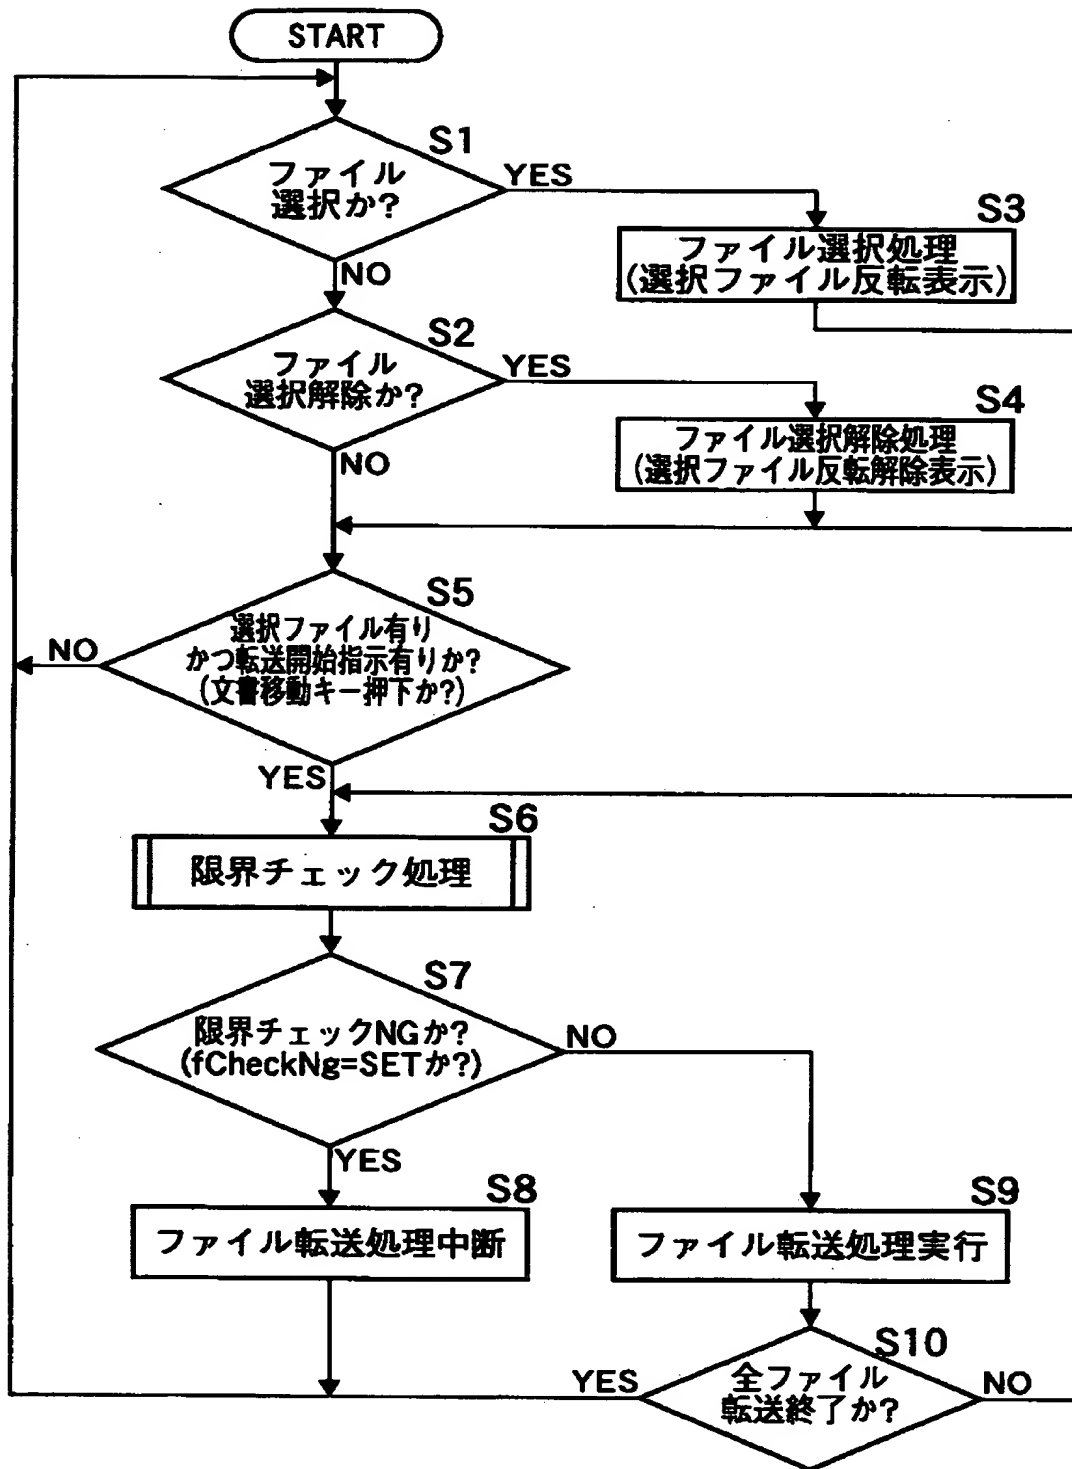 START
S1
ファイル
選択か?
YES
NO
S3
ファイル選択処理
(選択ファイル反転表示)
S2
ファイル
選択解除か?
YES
NO
S4
ファイル選択解除処理
(選択ファイル反転解除表示)
S5
選択ファイル有り
かつ転送開始指示有りか?
(文書移動キー押下か?)
NO
YES
S6
限界チェック処理
S7
限界チェックNGか?
(fCheckNg=SETか?)
NO
YES
S8
ファイル転送処理中断
S9
ファイル転送処理実行
S10
全ファイル
転送終了か?
YES
NO